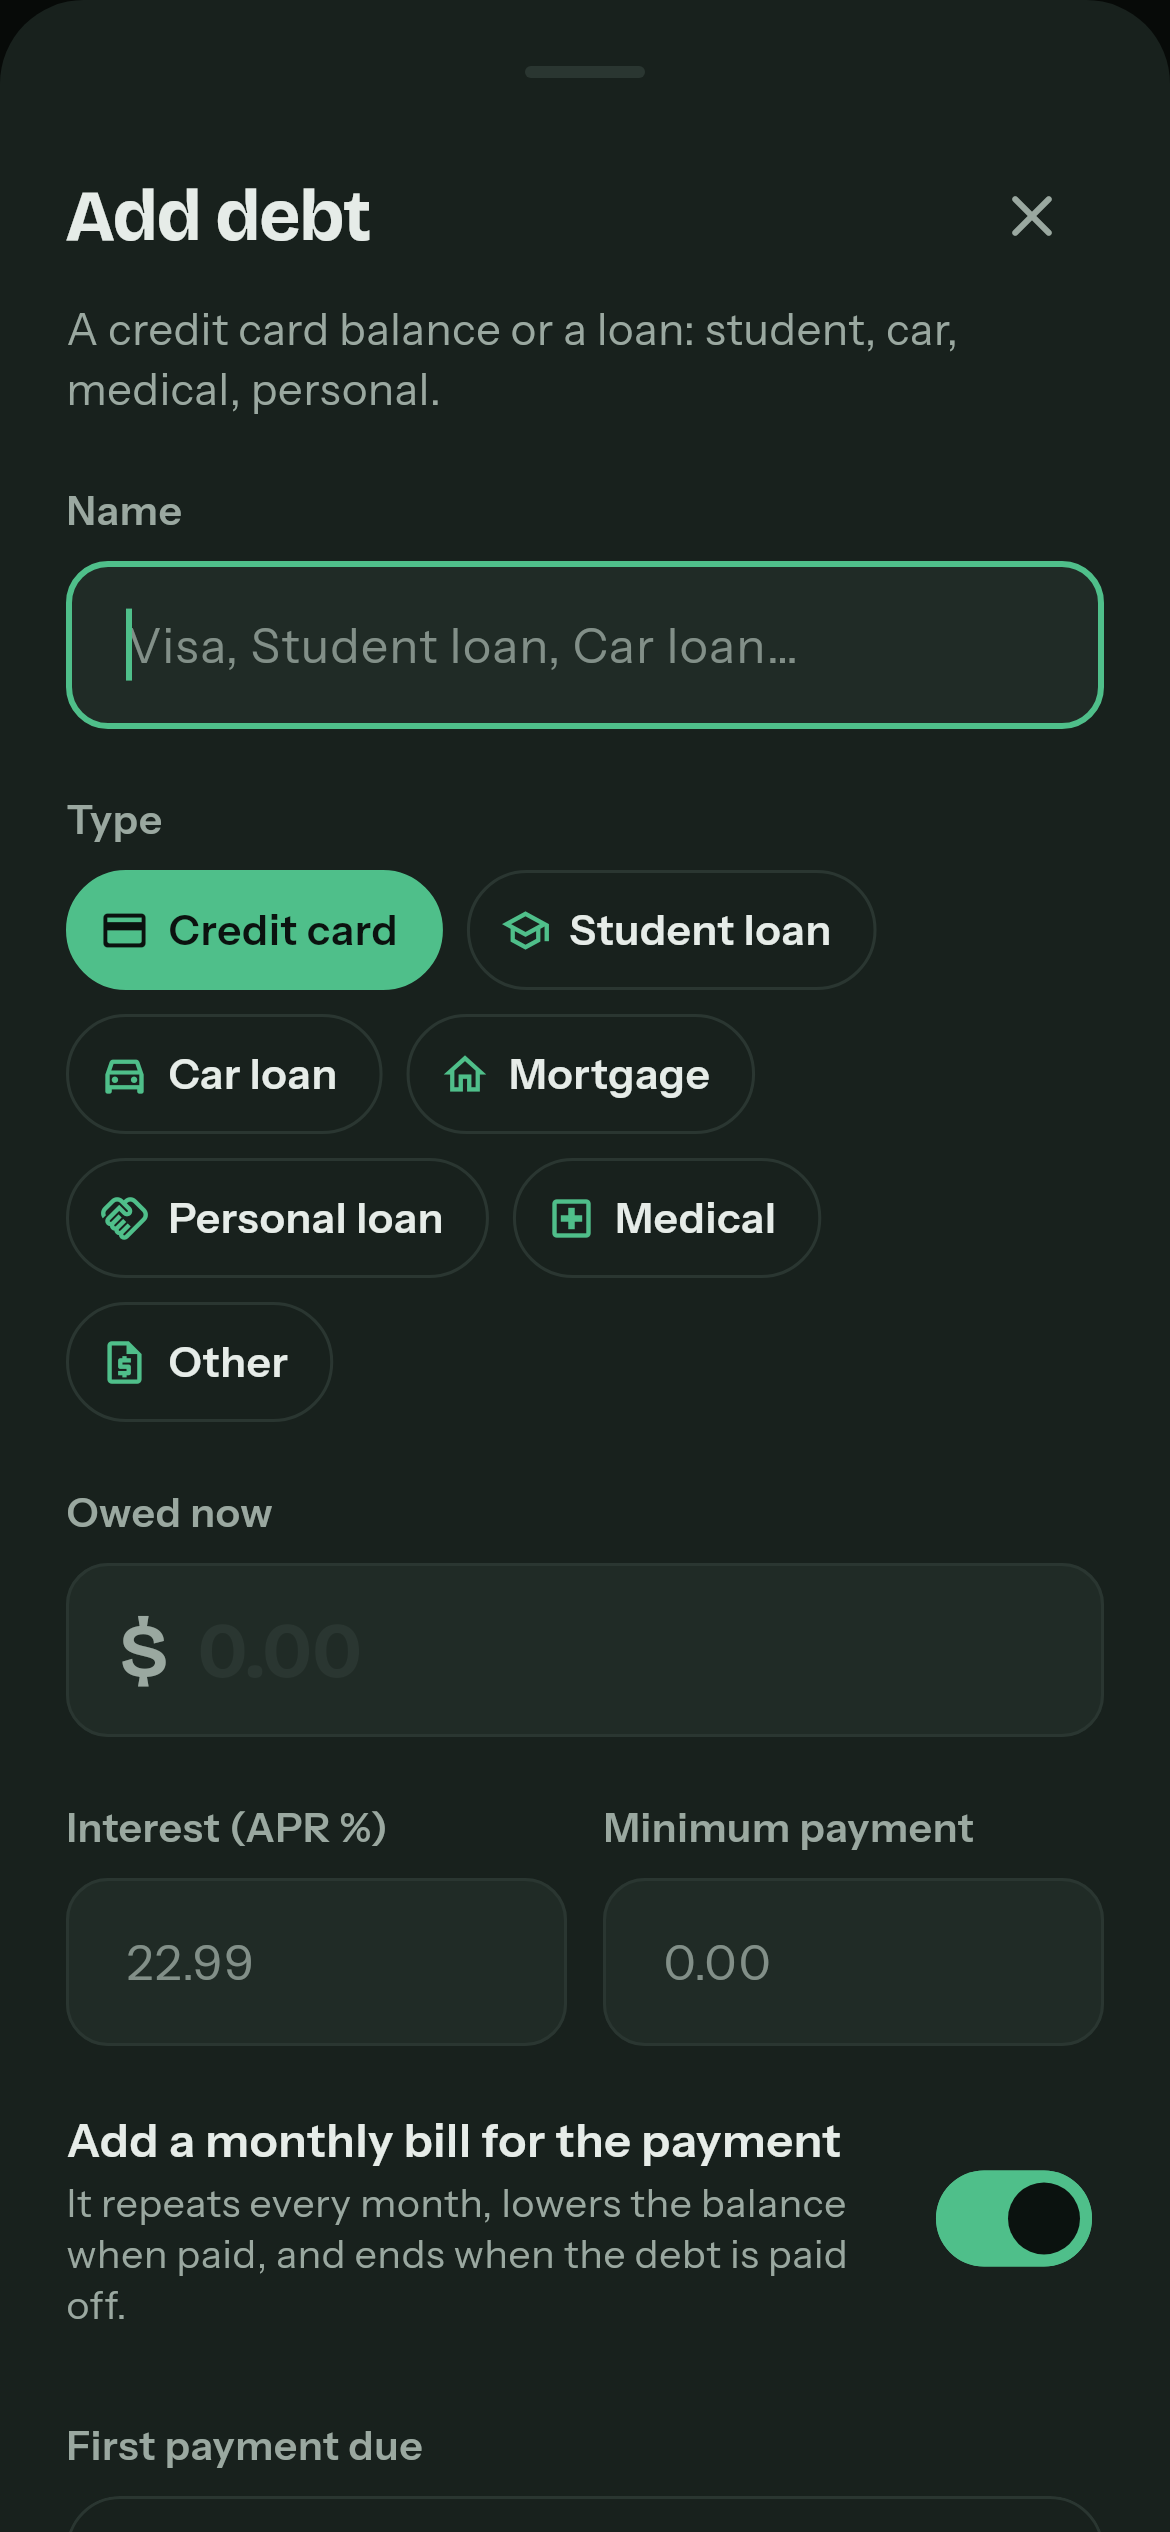 Add debt
A credit card balance or a loan: student, car,
medical, personal.
Name
Visa, Student loan, Car loan...
Type
Credit card
Student loan
Car loan
Mortgage
Personal loan
Medical
Other
Owed now
$ 0.00
Interest (APR %)
Minimum payment
22.99
0.00
Add a monthly bill for the payment
It repeats every month, lowers the balance
when paid, and ends when the debt is paid
off.
First payment due